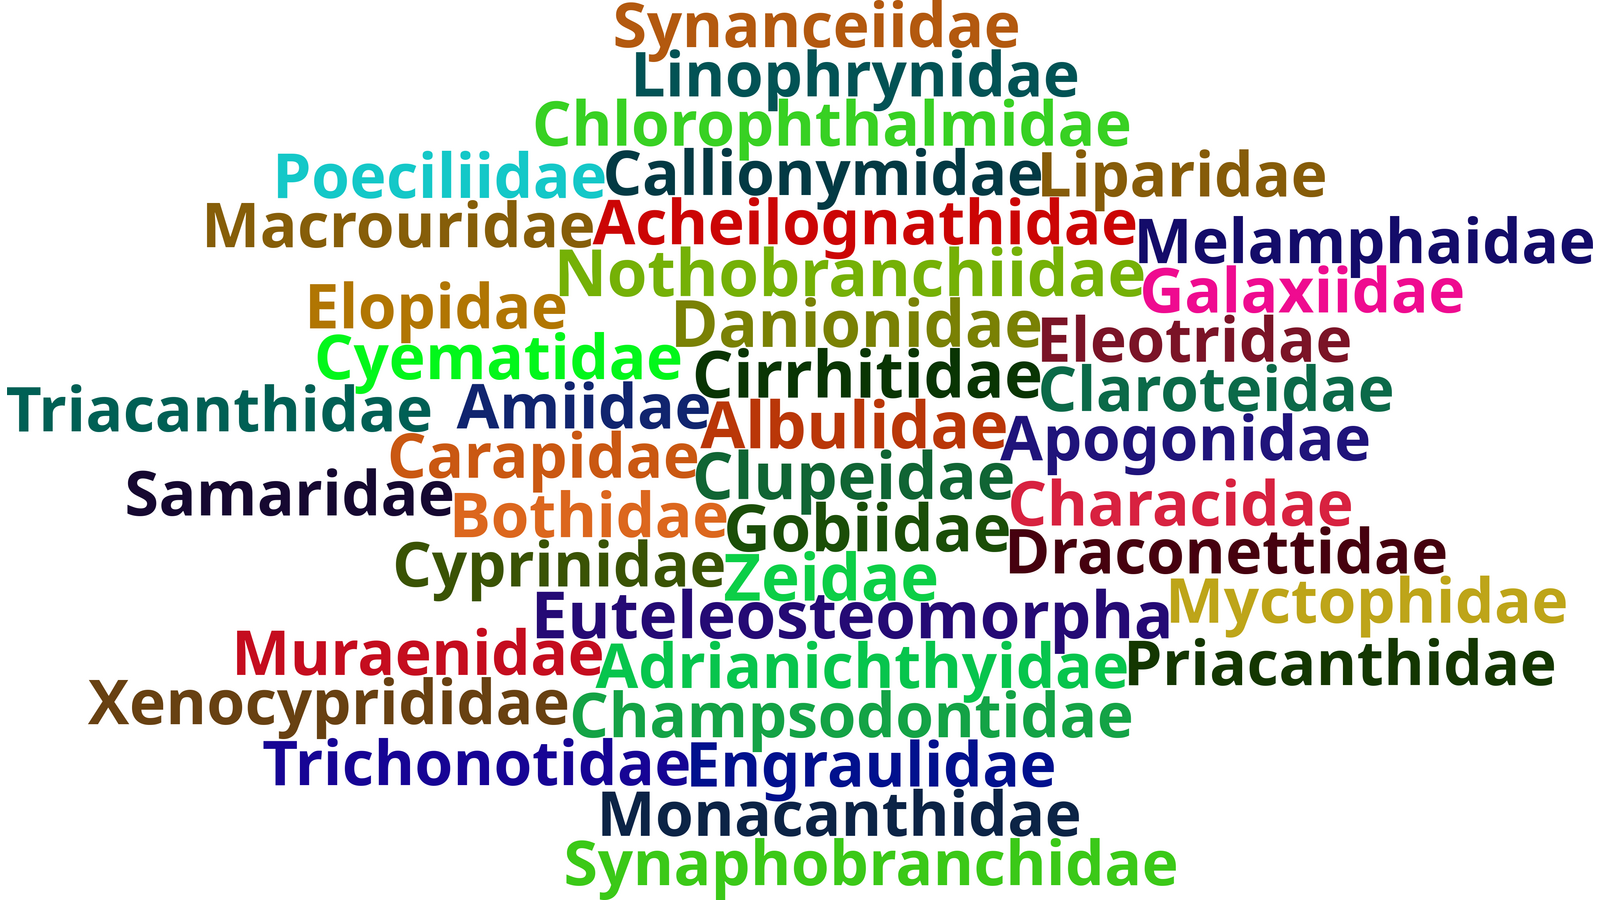 Synanceiidae
Linophrynidae
Chlorophthalmidae
Poeciliidae Callionymidae Liparidae
Macrouridae Acheilognathidae Melamphaidae
Nothobranchiidae Galaxiidae
Elopidae Danionidae Eleotridae
Cyematidae Cirrhitidae Claroteidae
Triacanthidae Amiidae Albulidae Apogonidae
Carapidae Clupeidae
Samaridae Bothidae Gobiidae Characidae
Cyprinidae Zeidae Draconettidae
Euteleosteomorpha Myctophidae
Muraenidae Adrianichthyidae Priacanthidae
Xenocyprididae Champsodontidae
Trichonotidae Engraulidae
Monacanthidae
Synaphobranchidae